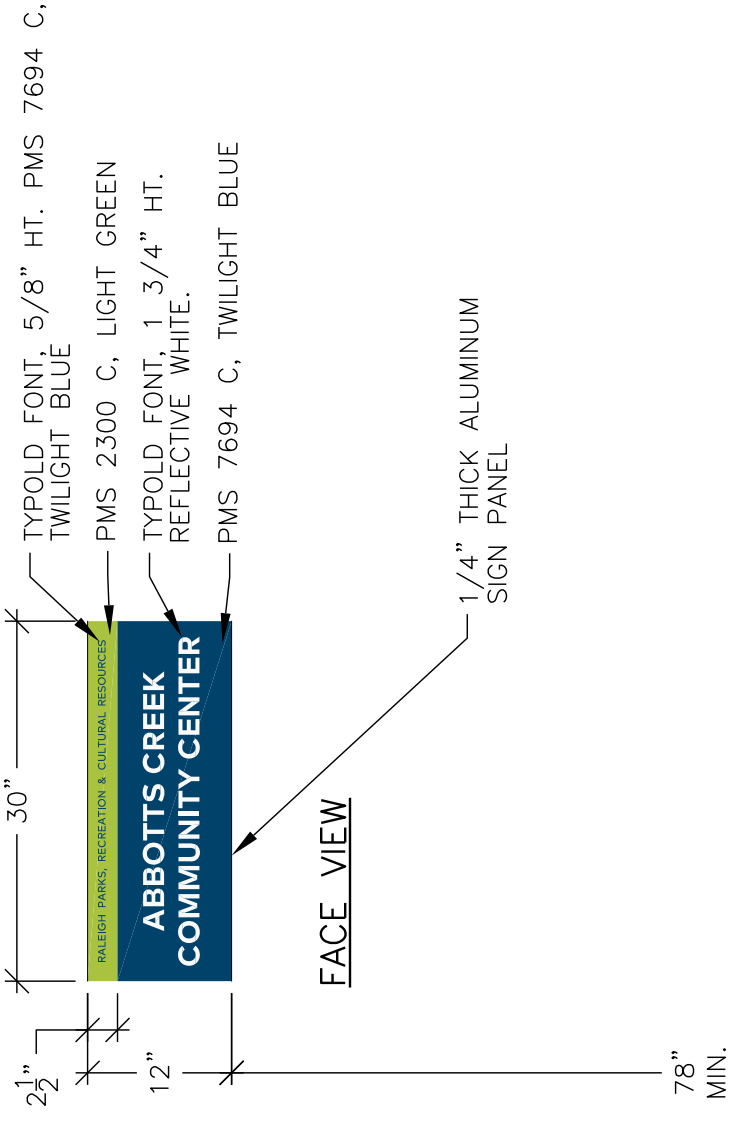 TYPOLD FONT, 5/8” HT. PMS 7694 C,
TWILIGHT BLUE
PMS 2300 C, LIGHT GREEN
TYPOLD FONT, 1 3/4” HT.
REFLECTIVE WHITE.
PMS 7694 C, TWILIGHT BLUE
30”
2 1/2”
12”
RALEIGH PARKS, RECREATION & CULTURAL RESOURCES
ABBOTTS CREEK
COMMUNITY CENTER
1/4” THICK ALUMINUM
SIGN PANEL
FACE VIEW
78”
MIN.